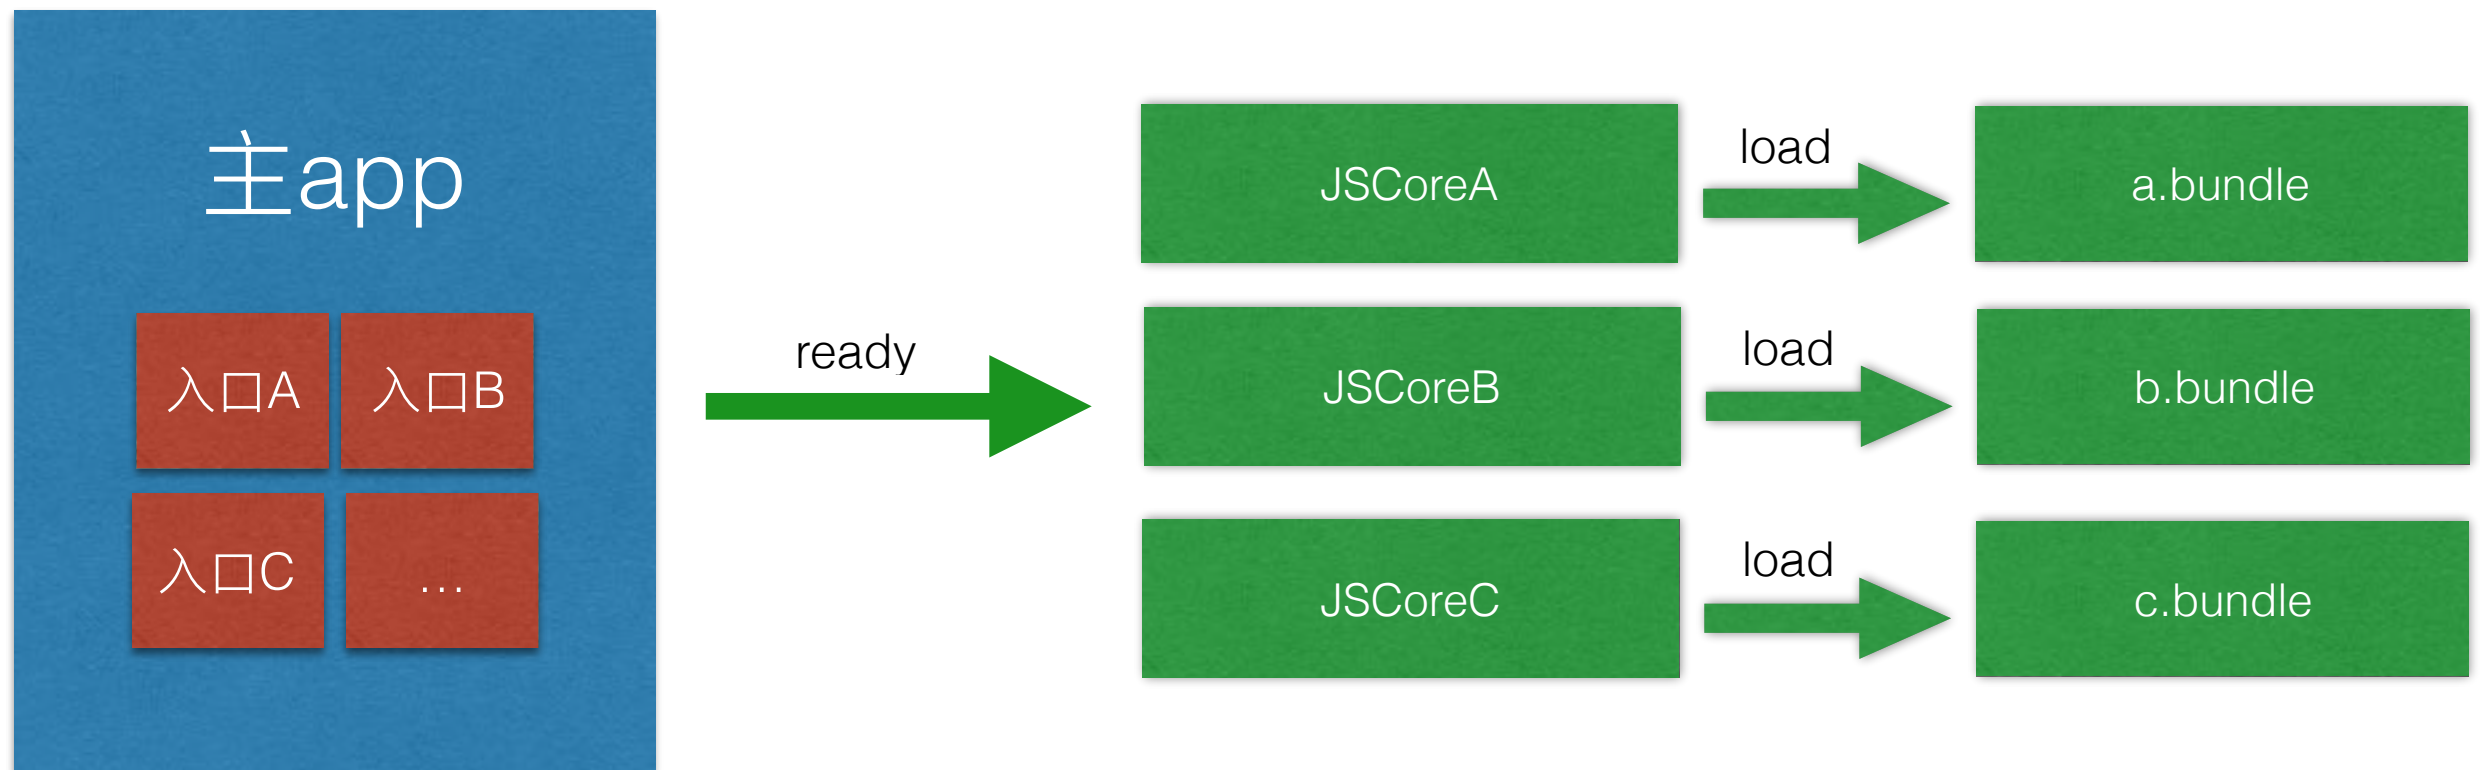 主app
入口A
入口B
入口C
...
ready
JSCoreA
load
a.bundle
JSCoreB
load
b.bundle
JSCoreC
load
c.bundle